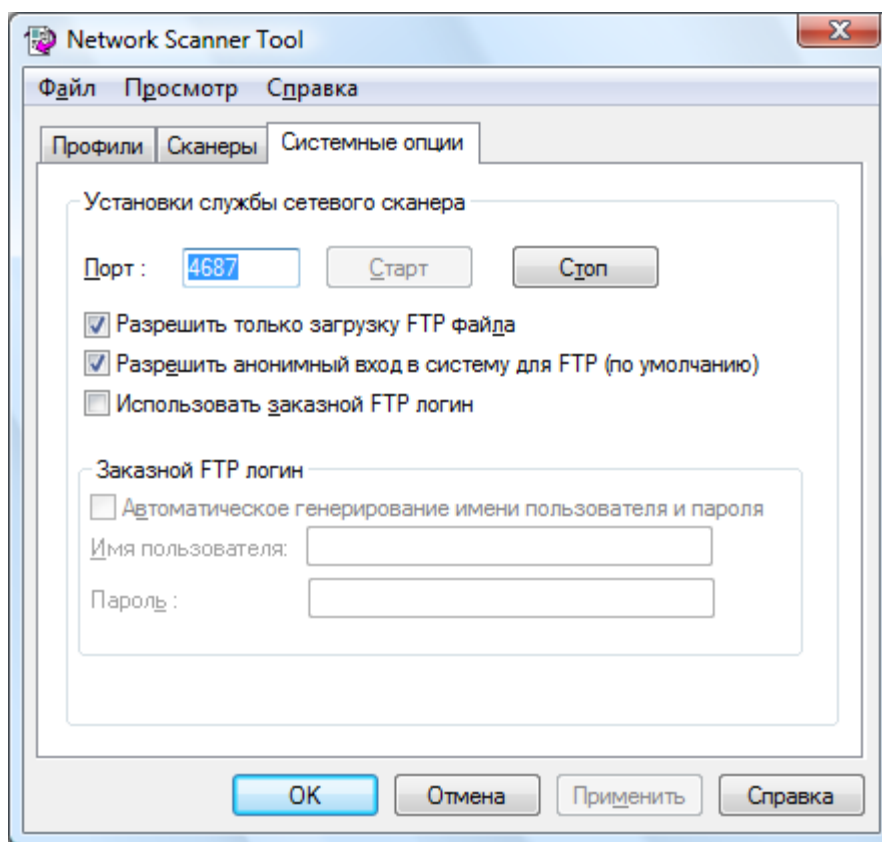 Network Scanner Tool
Файл Просмотр Справка
Профили Сканеры Системные опции
Установки службы сетевого сканера
Порт : 4687 Старт Стоп
Разрешить только загрузку FTP файла
Разрешить анонимный вход в систему для FTP (по умолчанию)
Использовать заказной FTP логин
Заказной FTP логин
Автоматическое генерирование имени пользователя и пароля
Имя пользователя:
Пароль :
OK Отмена Применить Справка